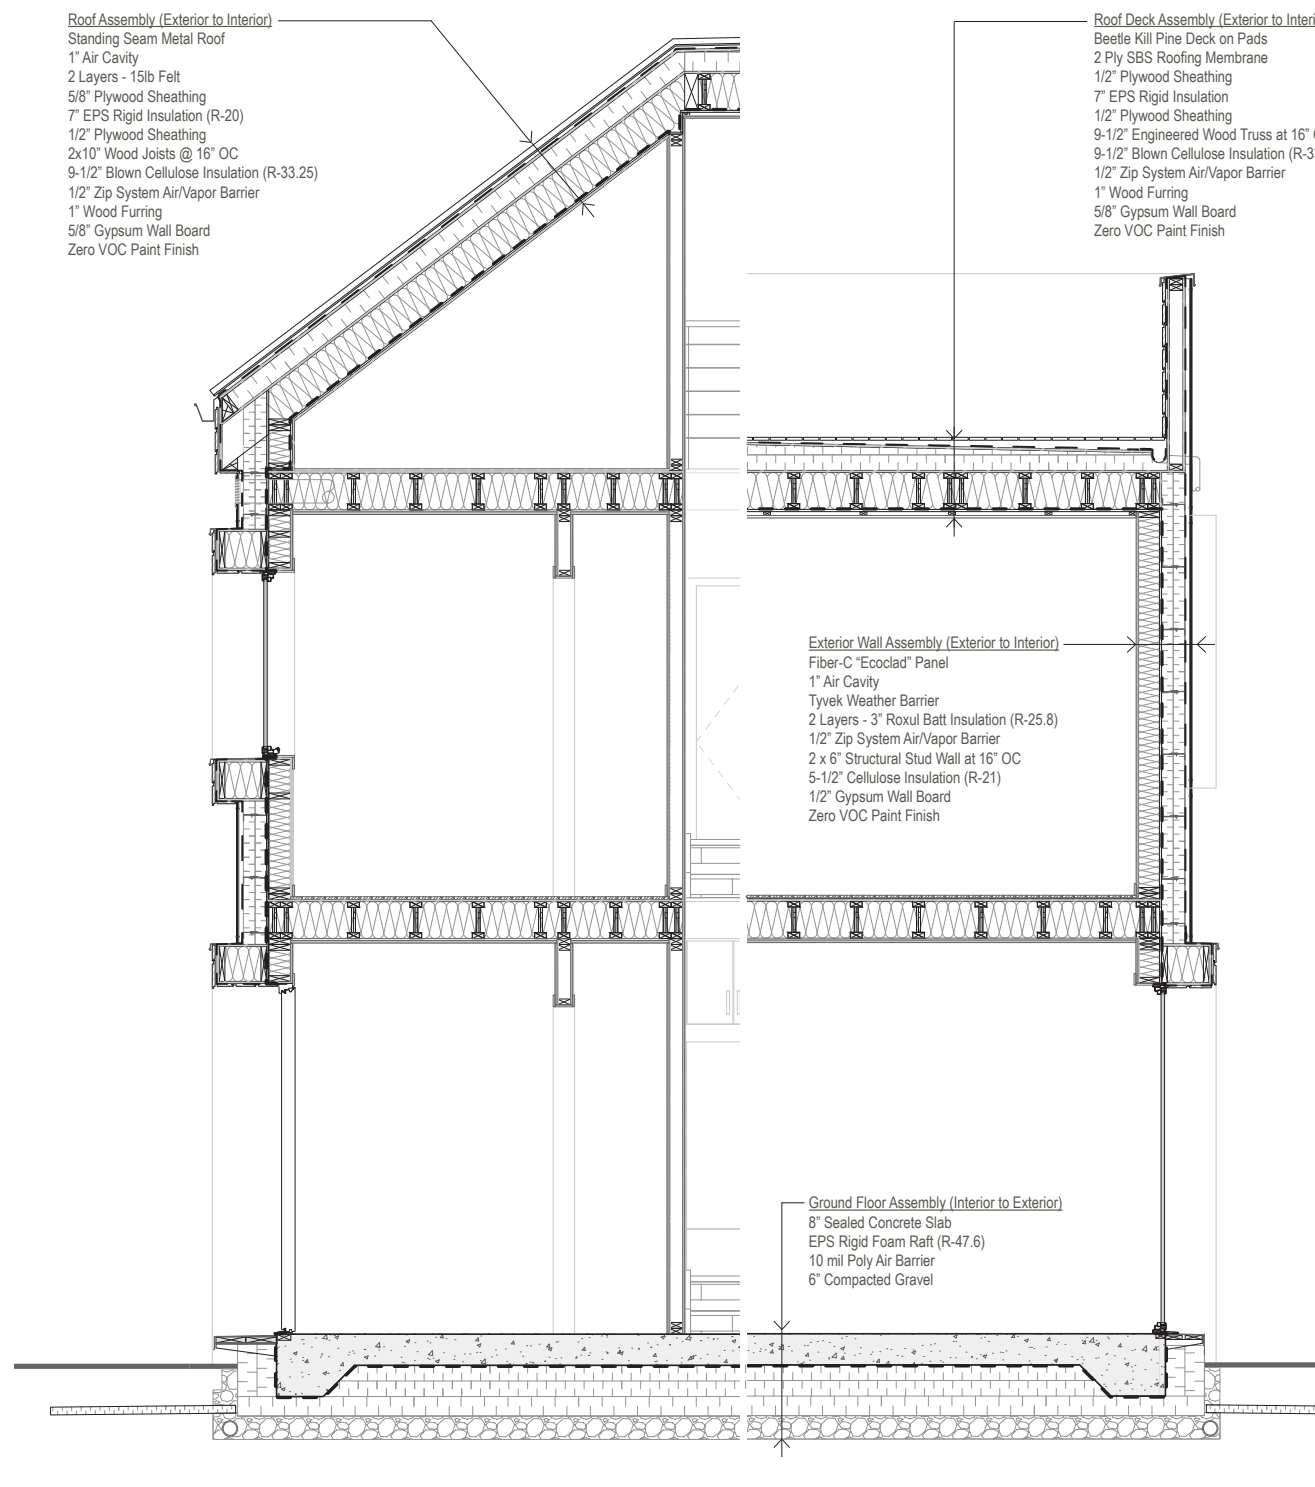 Roof Assembly (Exterior to Interior)
Standing Seam Metal Roof
1” Air Cavity
2 Layers - 15lb Felt
5/8” Plywood Sheathing
7” EPS Rigid Insulation (R-20)
1/2” Plywood Sheathing
2x10” Wood Joists @ 16” OC
9-1/2” Blown Cellulose Insulation (R-33.25)
1/2” Zip System Air/Vapor Barrier
1” Wood Furring
5/8” Gypsum Wall Board
Zero VOC Paint Finish
Roof Deck Assembly (Exterior to
Beetle Kill Pine Deck on Pads
2 Ply SBS Roofing Membrane
1/2” Plywood Sheathing
7” EPS Rigid Insulation
1/2” Plywood Sheathing
9-1/2” Engineered Wood Truss at 16”
9-1/2” Blown Cellulose Insulation
1/2” Zip System Air/Vapor Barrier
1” Wood Furring
5/8” Gypsum Wall Board
Zero VOC Paint Finish
Exterior Wall Assembly (Exterior to Interior)
Fiber-C “Ecoclad” Panel
1” Air Cavity
Tyvek Weather Barrier
2 Layers - 3” Roxul Batt Insulation (R-25.8)
1/2” Zip System Air/Vapor Barrier
2 x 6” Structural Stud Wall at 16” OC
5-1/2” Cellulose Insulation (R-21)
1/2” Gypsum Wall Board
Zero VOC Paint Finish
Ground Floor Assembly (Interior to Exterior)
8” Sealed Concrete Slab
EPS Rigid Foam Raft (R-47.6)
10 mil Poly Air Barrier
6” Compacted Gravel